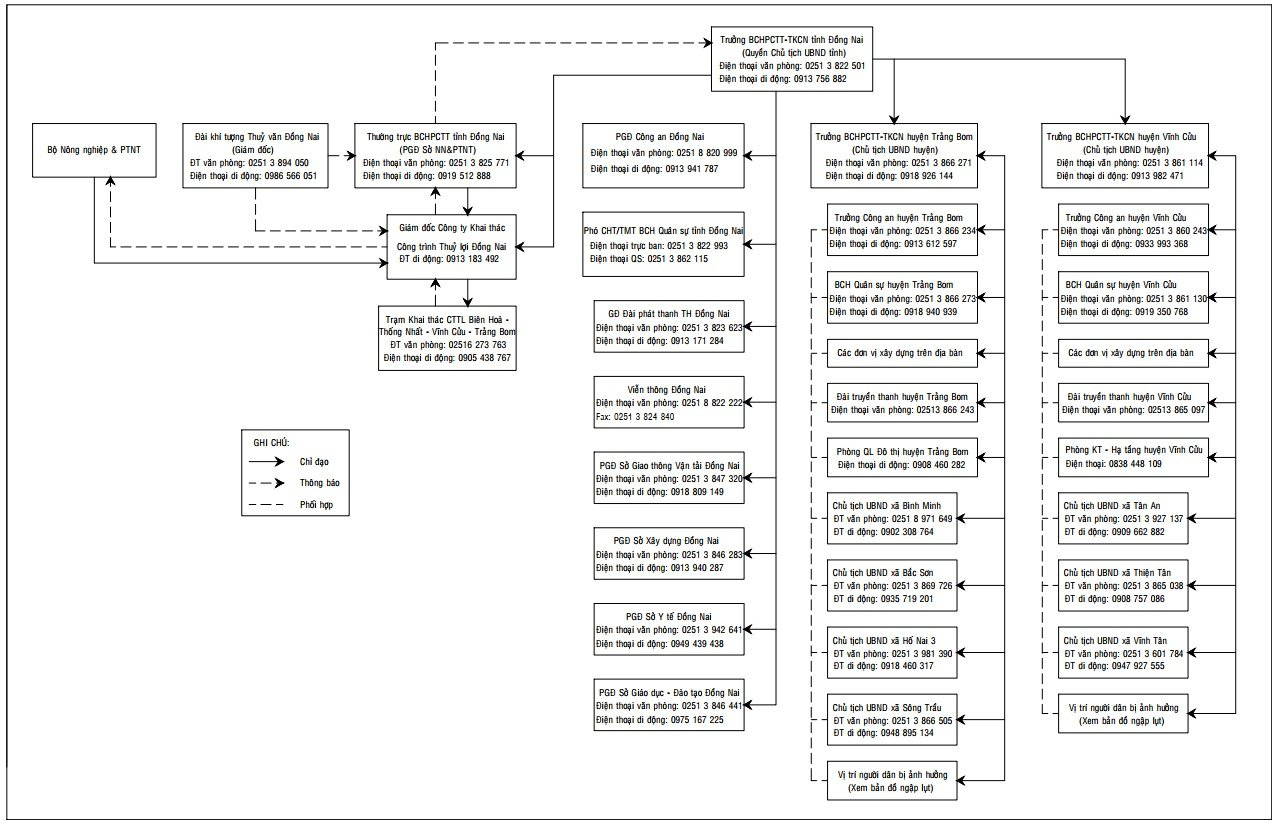 Trưởng BCHPCTT-TKCN tỉnh Đồng Nai
(Quyền Chủ tịch UBND tỉnh)
Điện thoại văn phòng: 0251 3 822 501
Điện thoại di động: 0913 756 882
Bộ Nông nghiệp & PTNT
Đài khí tượng Thuỷ văn Đồng Nai
(Giám đốc)
ĐT văn phòng: 0251 3 894 050
Điện thoại di động: 0986 566 051
Thường trực BCHPCTT tỉnh Đồng Nai
(PGĐ Sở NN&PTNT)
Điện thoại văn phòng: 0251 3 825 771
Điện thoại di động: 0919 512 888
Giám đốc Công ty Khai thác
Công trình Thuỷ lợi Đồng Nai
ĐT di động: 0913 183 492
Trạm Khai thác CTTL Biên Hoà -
Thống Nhất - Vĩnh Cửu - Trảng Bom
ĐT văn phòng: 02516 273 763
Điện thoại di động: 0905 438 767
GHI CHÚ:
Chỉ đạo
Thông báo
Phối hợp
PGĐ Công an Đồng Nai
Điện thoại văn phòng: 0251 8 820 999
Điện thoại di động: 0913 941 787
Phó CHT/TMT BCH Quân sự tỉnh Đồng Nai
Điện thoại trực ban: 0251 3 822 993
Điện thoại QS: 0251 3 862 115
GĐ Đài phát thanh TH Đồng Nai
Điện thoại văn phòng: 0251 3 823 623
Điện thoại di động: 0913 171 284
Viễn thông Đồng Nai
Điện thoại văn phòng: 0251 8 822 222
Fax: 0251 3 824 840
PGĐ Sở Giao thông Vận tải Đồng Nai
Điện thoại văn phòng: 0251 3 847 320
Điện thoại di động: 0918 809 149
PGĐ Sở Xây dựng Đồng Nai
Điện thoại văn phòng: 0251 3 846 283
Điện thoại di động: 0913 940 287
PGĐ Sở Y tế Đồng Nai
Điện thoại văn phòng: 0251 3 942 641
Điện thoại di động: 0949 439 438
PGĐ Sở Giáo dục - Đào tạo Đồng Nai
Điện thoại văn phòng: 0251 3 846 441
Điện thoại di động: 0975 167 225
Trưởng BCHPCTT-TKCN huyện Trảng Bom
(Chủ tịch UBND huyện)
Điện thoại văn phòng: 0251 3 866 271
Điện thoại di động: 0918 926 144
Trưởng Công an huyện Trảng Bom
Điện thoại văn phòng: 0251 3 866 234
Điện thoại di động: 0913 612 597
BCH Quân sự huyện Trảng Bom
Điện thoại văn phòng: 0251 3 866 273
Điện thoại di động: 0918 940 939
Các đơn vị xây dựng trên địa bàn
Đài truyền thanh huyện Trảng Bom
Điện thoại văn phòng: 02513 866 243
Phòng QL Đô thị huyện Trảng Bom
Điện thoại di động: 0908 460 282
Chủ tịch UBND xã Bình Minh
ĐT văn phòng: 0251 8 971 649
ĐT di động: 0902 308 764
Chủ tịch UBND xã Bắc Sơn
ĐT văn phòng: 0251 3 869 726
ĐT di động: 0935 719 201
Chủ tịch UBND xã Hố Nai 3
ĐT văn phòng: 0251 3 981 390
ĐT di động: 0918 460 317
Chủ tịch UBND xã Sông Trầu
ĐT văn phòng: 0251 3 866 505
ĐT di động: 0948 895 134
Vị trí người dân bị ảnh hưởng
(Xem bản đồ ngập lụt)
Trưởng BCHPCTT-TKCN huyện Vĩnh Cửu
(Chủ tịch UBND huyện)
Điện thoại văn phòng: 0251 3 861 114
Điện thoại di động: 0913 982 471
Trưởng Công an huyện Vĩnh Cửu
Điện thoại văn phòng: 0251 3 860 243
Điện thoại di động: 0933 993 368
BCH Quân sự huyện Vĩnh Cửu
Điện thoại văn phòng: 0251 3 861 130
Điện thoại di động: 0919 350 768
Các đơn vị xây dựng trên địa bàn
Đài truyền thanh huyện Vĩnh Cửu
Điện thoại văn phòng: 02513 865 097
Phòng KT - Hạ tầng huyện Vĩnh Cửu
Điện thoại: 0838 448 109
Chủ tịch UBND xã Tân An
ĐT văn phòng: 0251 3 927 137
ĐT di động: 0909 662 882
Chủ tịch UBND xã Thiện Tân
ĐT văn phòng: 0251 3 865 038
ĐT di động: 0908 757 086
Chủ tịch UBND xã Vĩnh Tân
ĐT văn phòng: 0251 3 601 784
ĐT di động: 0947 927 555
Vị trí người dân bị ảnh hưởng
(Xem bản đồ ngập lụt)